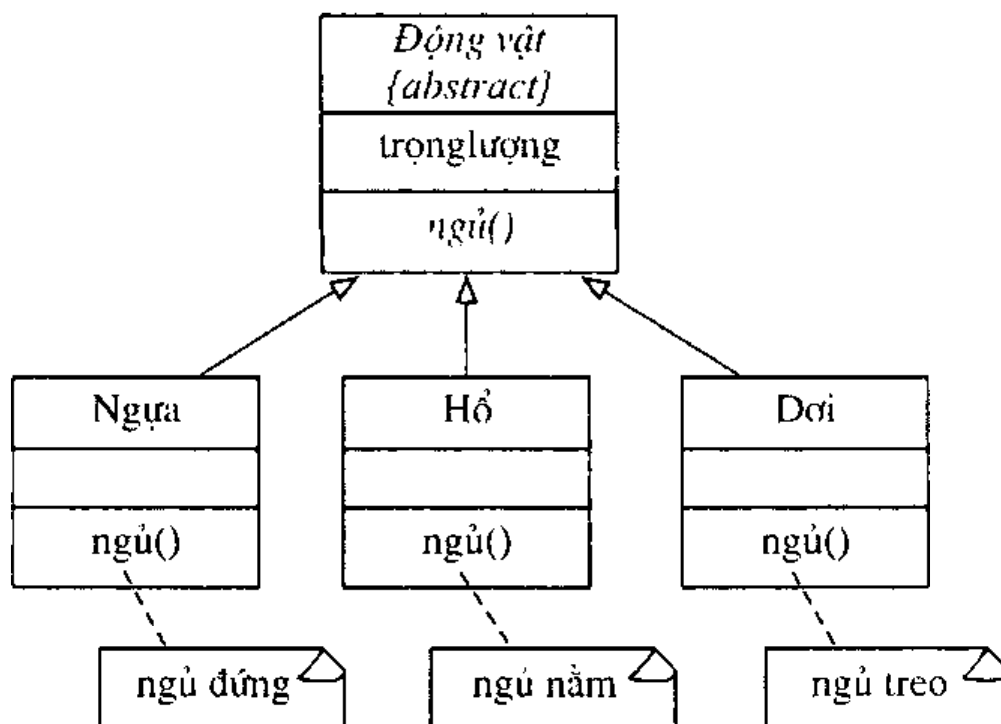 Động vật
{abstract}
trọnglượng
ngủ()
Ngựa
Hổ
Dơi
ngủ()
ngủ()
ngủ()
ngủ đứng
ngủ nằm
ngủ treo